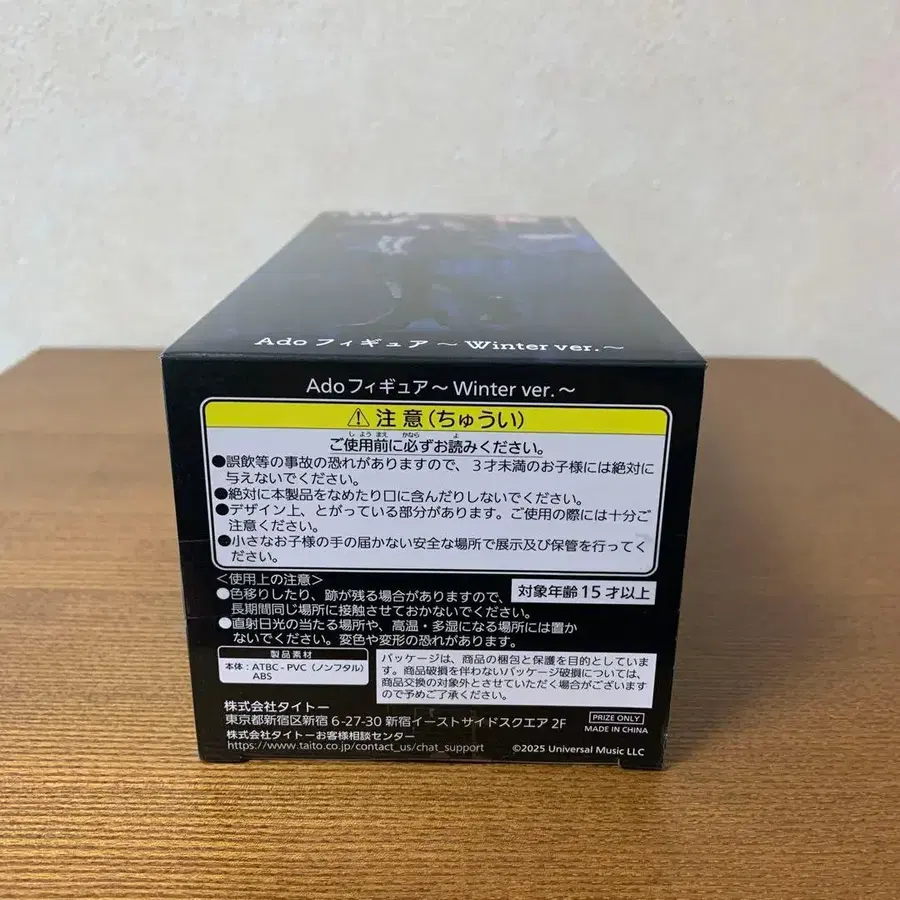 Ado フィギュア ～ Winter ver.～
Ado フィギュア～ Winter ver.～
⚠ 注意(ちゅうい)
ご使用前に必ずお読みください。
●誤飲等の事故の恐れがありますので、３才未満のお子様には絶対に
与えないでください。
●絶対に本製品をなめたり口に含んだりしないでください。
●デザイン上、とがっている部分があります。ご使用の際には十分ご
注意ください。
●小さなお子様の手の届かない安全な場所で展示及び保管を行ってく
ださい。
＜使用上の注意＞
●色移りしたり、跡が残る場合がありますので、
長期間同じ場所に接触させておかないでください。
対象年齢 15 才以上
●直射日光の当たる場所や、高温・多湿になる場所には置か
ないでください。変色や変形の恐れがあります。
製品素材
本体：ATBC - PVC（ノンフタル）
ABS
パッケージは、商品の梱包と保護を目的としていま
す。商品破損を伴わないパッケージ破損については、
商品交換の対象外とさせていただく場合がございます
ので予めご了承ください。
株式会社タイトー
東京都新宿区新宿 6-27-30 新宿イーストサイドスクエア 2F
株式会社タイトーお客様相談センター
https://www.taito.co.jp/contact_us/chat_support
PRIZE ONLY
MADE IN CHINA
©2025 Universal Music LLC